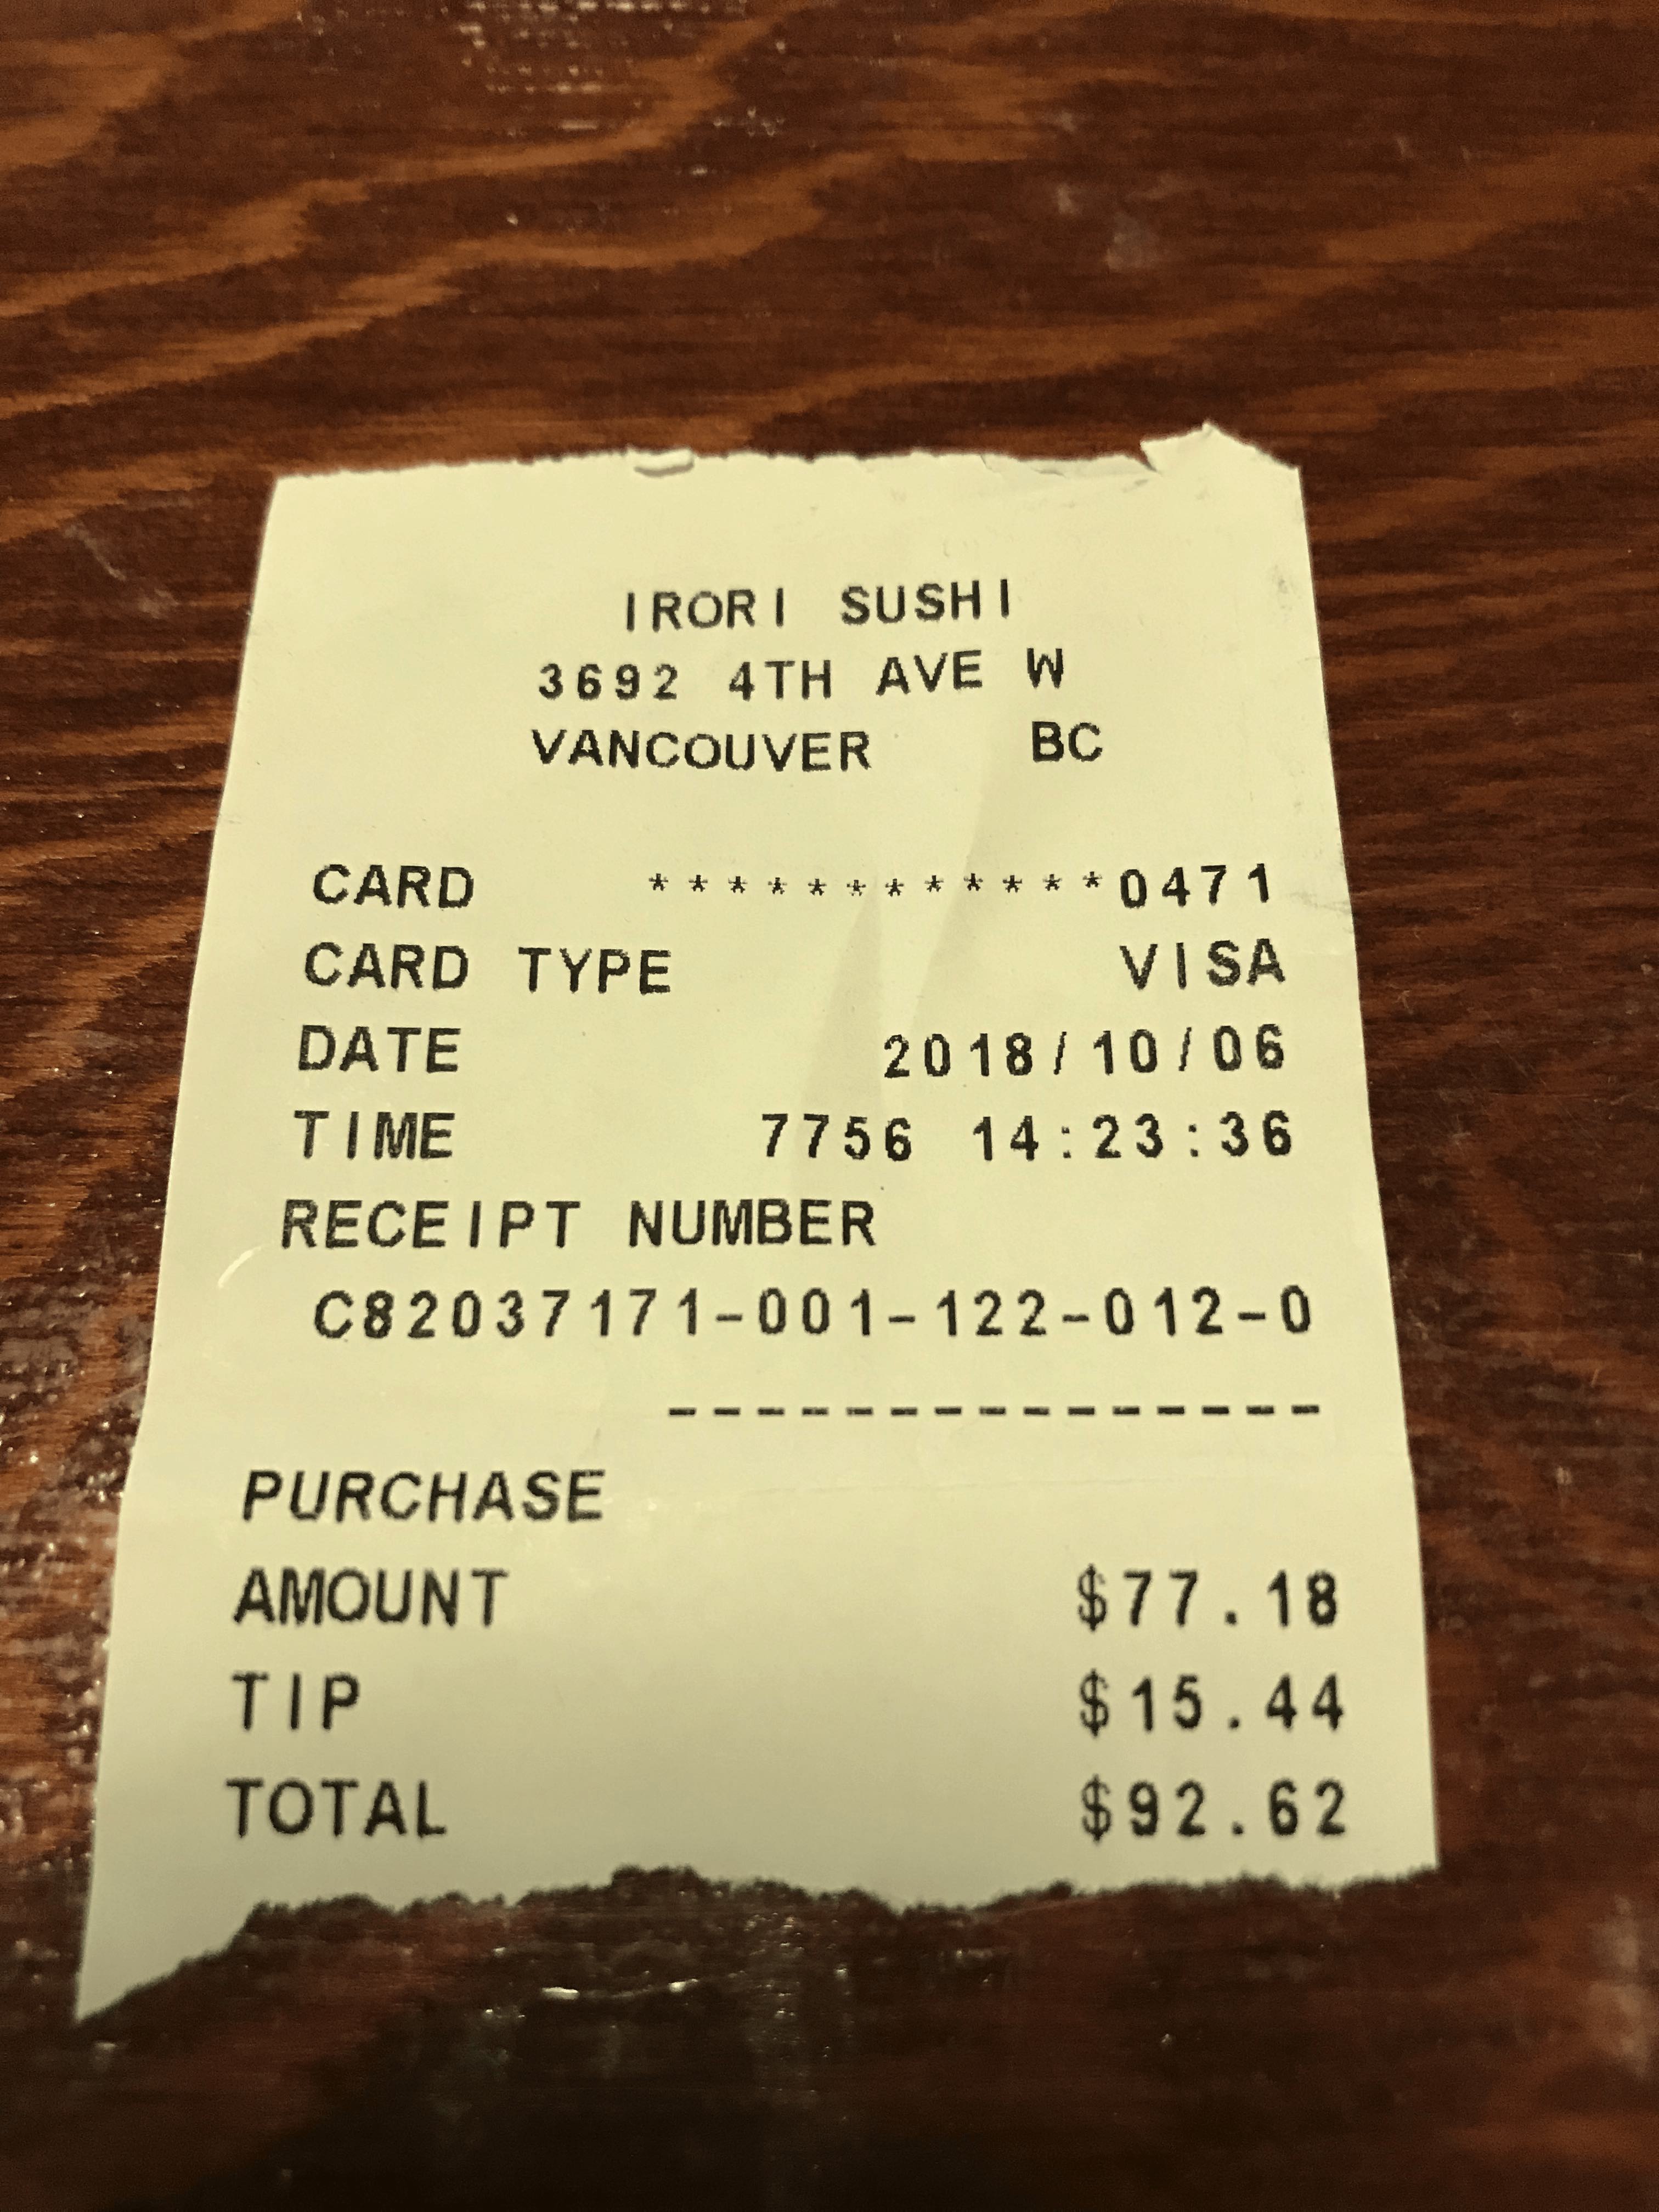 IRORI SUSHI
3692 4TH AVE W
VANCOUVER BC
CARD ************0471
CARD TYPE VISA
DATE 2018/10/06
TIME 7756 14:23:36
RECEIPT NUMBER
C82037171-001-122-012-0
---------------
PURCHASE
AMOUNT $77.18
TIP $15.44
TOTAL $92.62